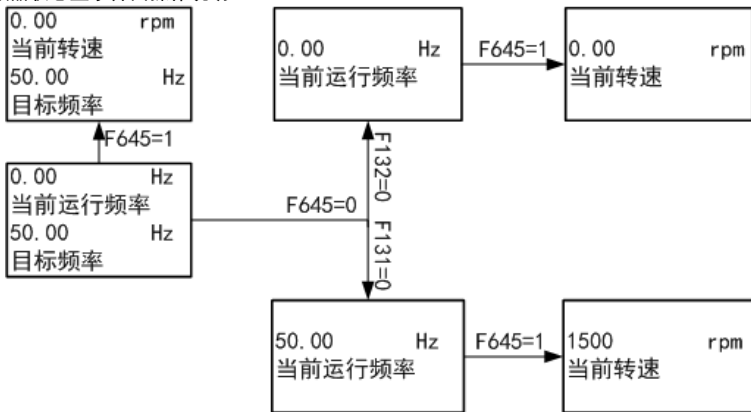 0.00 rpm
当前转速
50.00 Hz
目标频率
F645=1
0.00 Hz
当前运行频率
50.00 Hz
目标频率
F645=0
F132=0
F131=0
0.00 Hz
当前运行频率
F645=1
0.00 rpm
当前转速
50.00 Hz
当前运行频率
F645=1
1500 rpm
当前转速